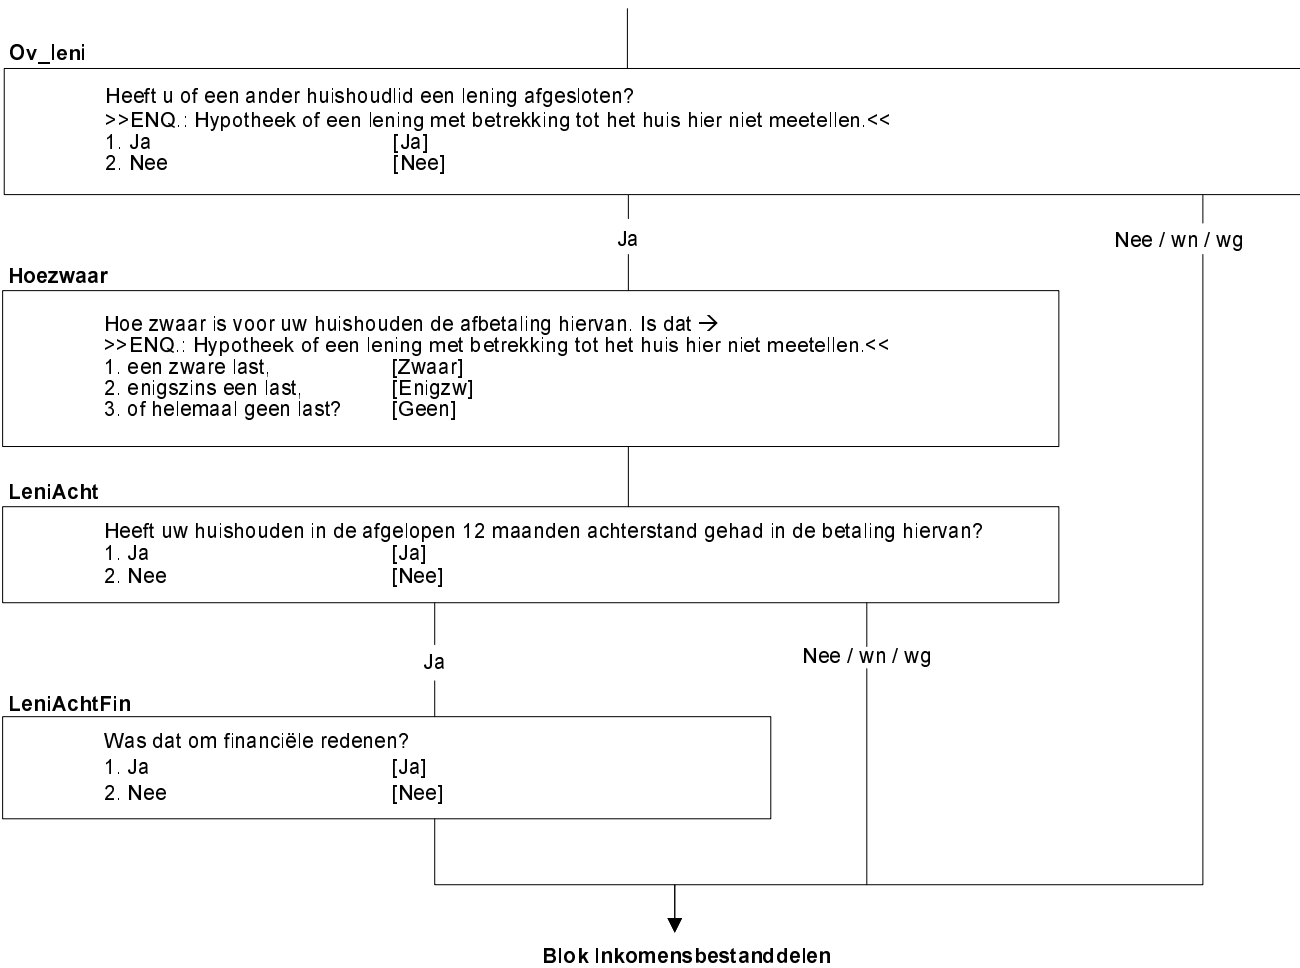 Ov_leni
Heeft u of een ander huishoudlid een lening afgesloten?
>>ENQ.: Hypotheek of een lening met betrekking tot het huis hier niet meetellen.<<
1. Ja [Ja]
2. Nee [Nee]
Ja
Nee / wn / wg
Hoezwaar
Hoe zwaar is voor uw huishouden de afbetaling hiervan. Is dat →
>>ENQ.: Hypotheek of een lening met betrekking tot het huis hier niet meetellen.<<
1. een zware last, [Zwaar]
2. enigszins een last, [Enigzw]
3. of helemaal geen last? [Geen]
LeniAcht
Heeft uw huishouden in de afgelopen 12 maanden achterstand gehad in de betaling hiervan?
1. Ja [Ja]
2. Nee [Nee]
Ja
Nee / wn / wg
LeniAchtFin
Was dat om financiële redenen?
1. Ja [Ja]
2. Nee [Nee]
Blok Inkomensbestanddelen